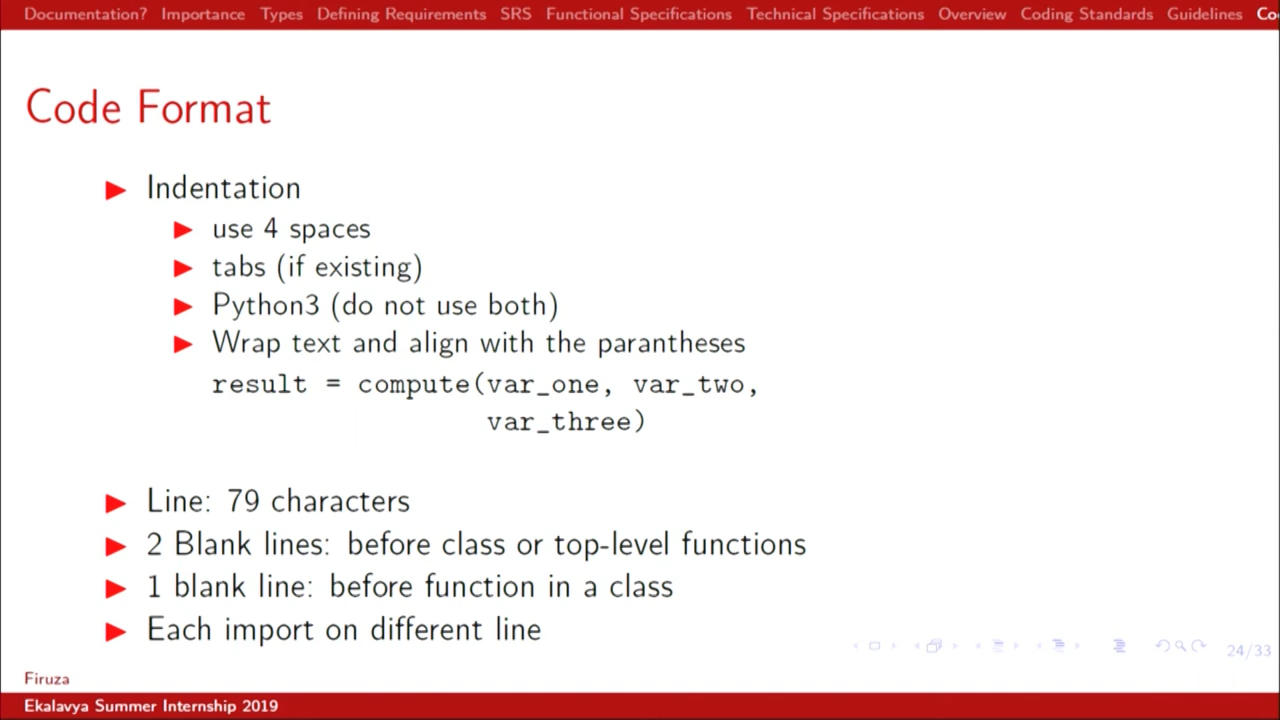 Documentation? Importance Types Defining Requirements SRS Functional Specifications Technical Specifications Overview Coding Standards Guidelines Co
Code Format
Indentation
use 4 spaces
tabs (if existing)
Python3 (do not use both)
Wrap text and align with the parantheses
result = compute(var_one, var_two,
var_three)
Line: 79 characters
2 Blank lines: before class or top-level functions
1 blank line: before function in a class
Each import on different line
24/33
Firuza
Ekalavya Summer Internship 2019